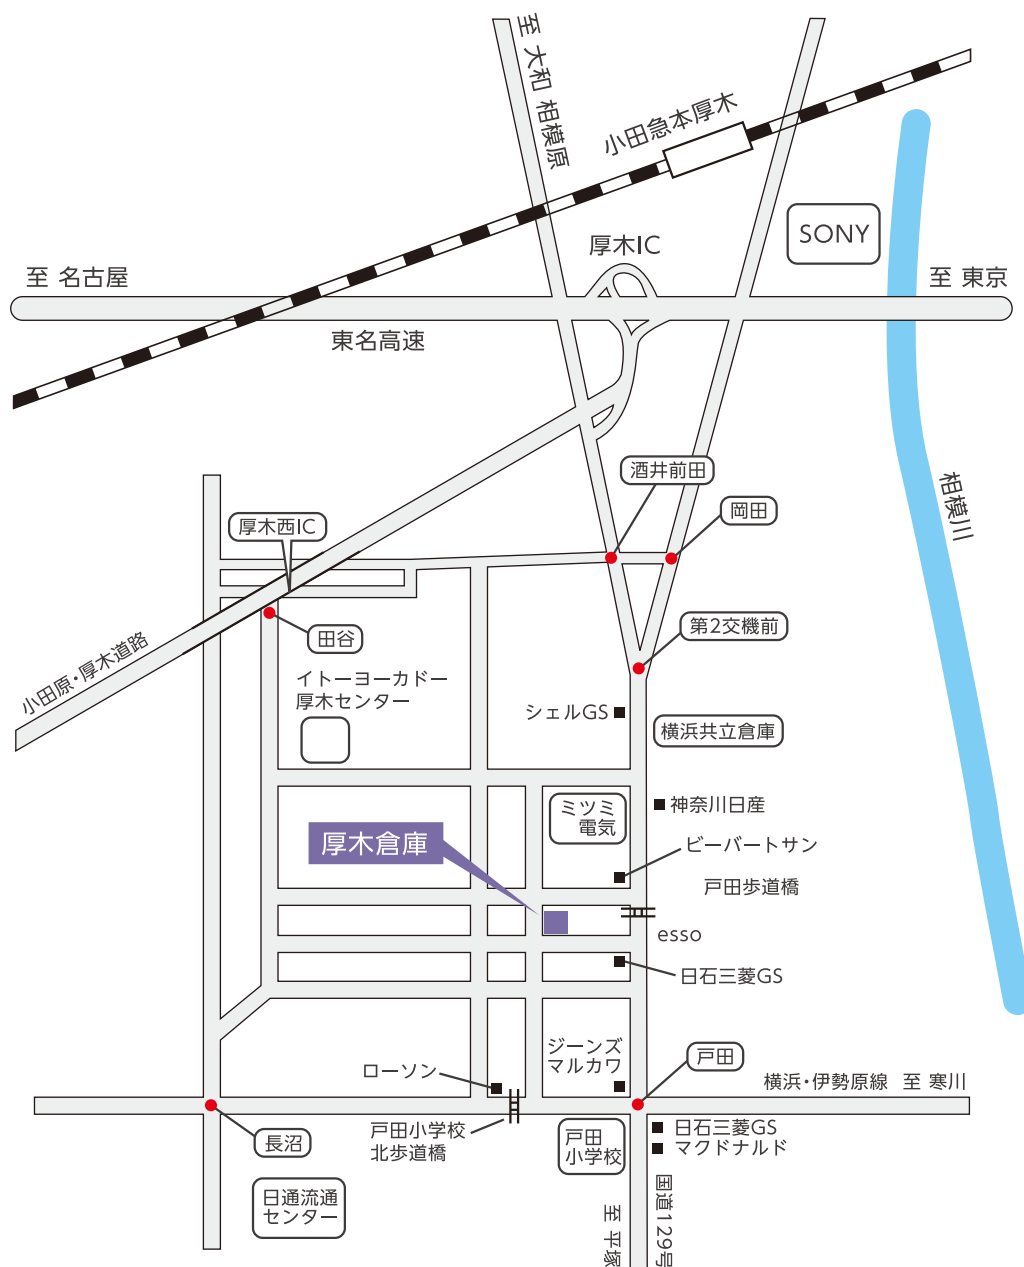 至 大和 相模原
小田急本厚木
SONY
厚木IC
至 名古屋
至 東京
東名高速
酒井前田
岡田
相模川
厚木西IC
田谷
第2交機前
小田原・厚木道路
イトーヨーカドー
厚木センター
シェルGS
横浜共立倉庫
ミツミ
電気
神奈川日産
厚木倉庫
ビーバートサン
戸田歩道橋
esso
日石三菱GS
ジーンズ
マルカワ
戸田
ローソン
横浜・伊勢原線 至 寒川
戸田小学校
北歩道橋
戸田
小学校
日石三菱GS
マクドナルド
長沼
日通流通
センター
国道129号
至 平塚